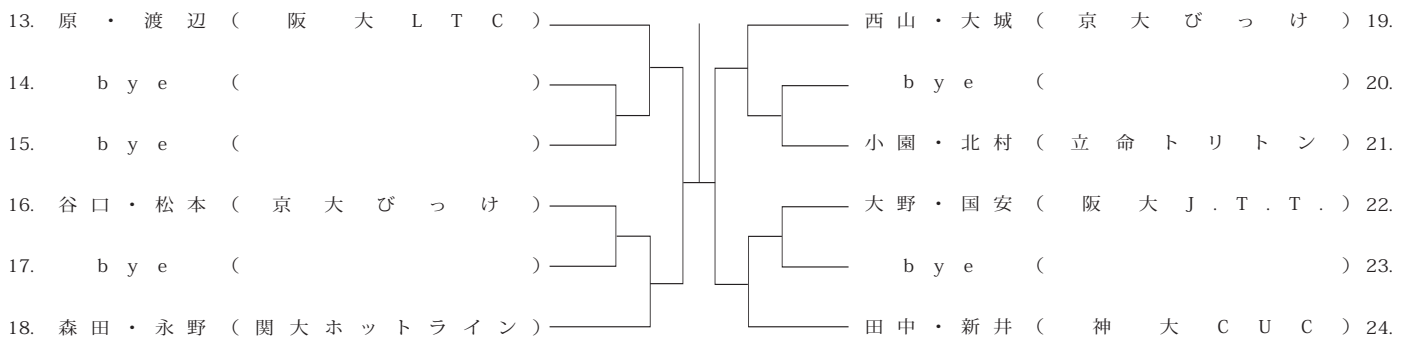 13. 原・渡辺(阪大LTC)
14. bye ( )
15. bye ( )
16. 谷口・松本(京大びっけ)
17. bye ( )
18. 森田・永野(関大ホットライン)
西山・大城(京大びっけ) 19.
bye ( ) 20.
小園・北村(立命トリトン) 21.
大野・国安(阪大J.T.T.) 22.
bye ( ) 23.
田中・新井(神大CUC) 24.